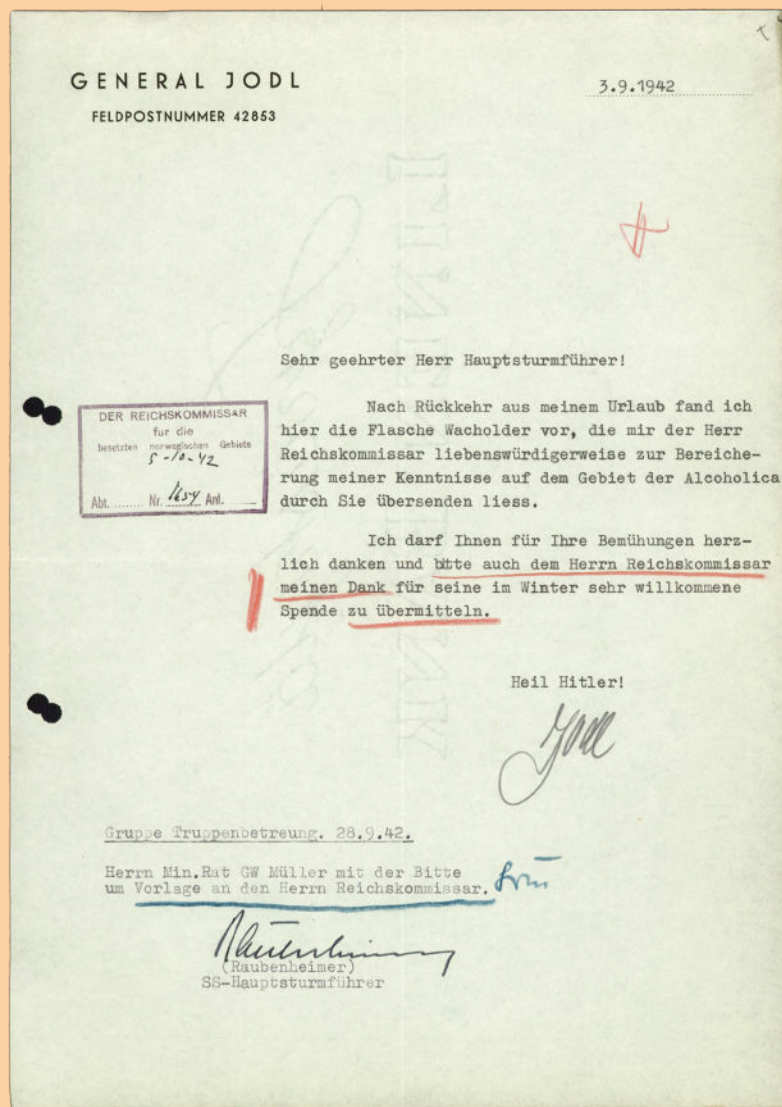 GENERAL JODL
FELDPOSTNUMMER 42853
3.9.1942
Sehr geehrter Herr Hauptsturmführer!
Nach Rückkehr aus meinem Urlaub fand ich
hier die Flasche Wacholder vor, die mir der Herr
Reichskommissar liebenswürdigerweise zur Bereiche-
rung meiner Kenntnisse auf dem Gebiet der Alcoholica
durch Sie übersenden liess.
DER REICHSKOMMISSAR
für die
besetzten norwegischen Gebiete
5-10-42
Abt. ........ Nr. 1654 Anl. ........
Ich darf Ihnen für Ihre Bemühungen herz-
lich danken und bitte auch dem Herrn Reichskommissar
meinen Dank für seine im Winter sehr willkommene
Spende zu übermitteln.
Heil Hitler!
Jodl
Gruppe Truppenbetreung. 28.9.42.
Herrn Min.Rat GW Müller mit der Bitte
um Vorlage an den Herrn Reichskommissar.
Raubenheimer
(Raubenheimer)
SS-Hauptsturmführer